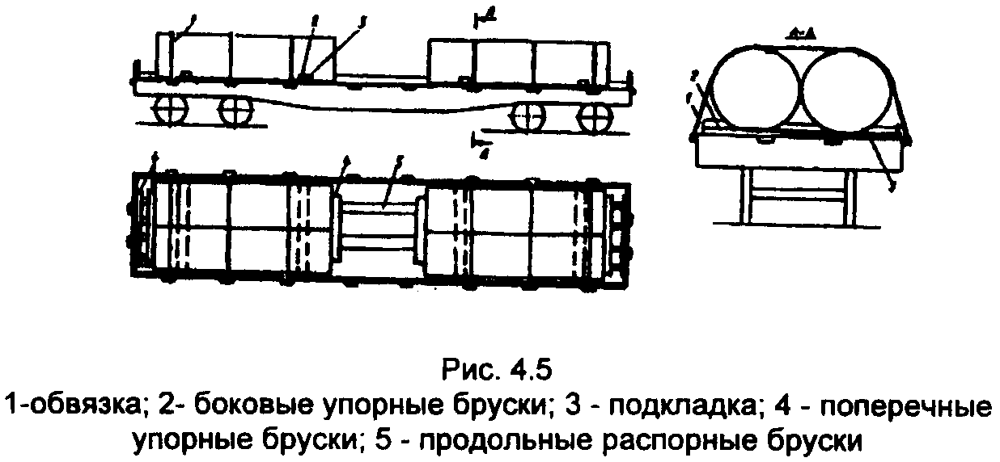 А-А
Рис. 4.5
1-обвязка; 2- боковые упорные бруски; 3 - подкладка; 4 - поперечные
упорные бруски; 5 - продольные распорные бруски